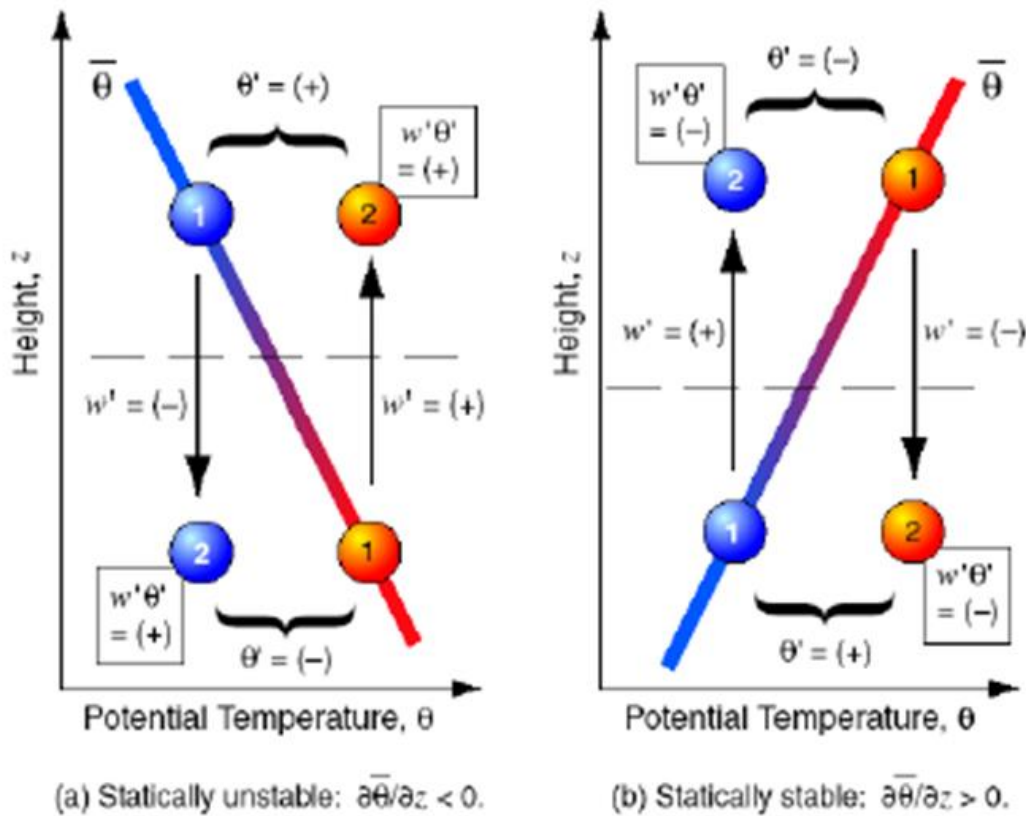 θ̅
θ' = (+)
w'θ'
= (+)
1
2
Height, z
w' = (–)
w' = (+)
2
1
w'θ'
= (+)
θ' = (–)
Potential Temperature, θ
(a) Statically unstable: ∂θ̅/∂z < 0.
θ' = (–)
θ̅
w'θ'
= (–)
2
1
Height, z
w' = (+)
w' = (–)
1
2
w'θ'
= (–)
θ' = (+)
Potential Temperature, θ
(b) Statically stable: ∂θ̅/∂z > 0.